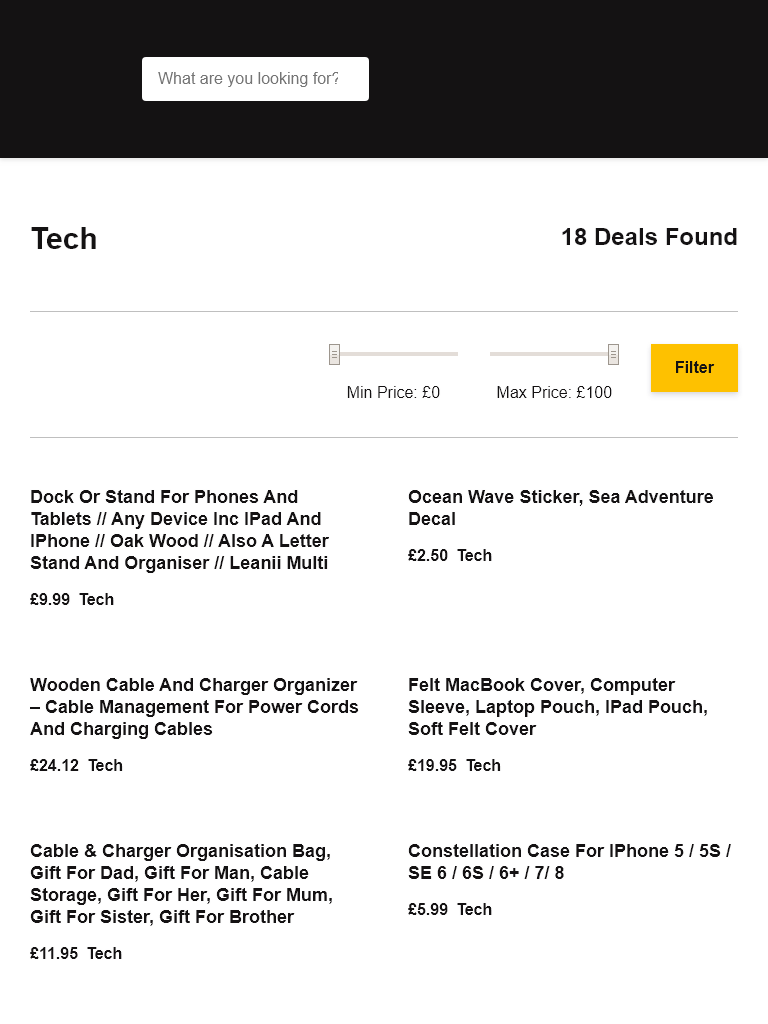 What are you looking for?
Tech
18 Deals Found
Min Price: £0
Max Price: £100
Filter
Dock Or Stand For Phones And
Tablets // Any Device Inc IPad And
IPhone // Oak Wood // Also A Letter
Stand And Organiser // Leanii Multi
£9.99 Tech
Ocean Wave Sticker, Sea Adventure
Decal
£2.50 Tech
Wooden Cable And Charger Organizer
– Cable Management For Power Cords
And Charging Cables
£24.12 Tech
Felt MacBook Cover, Computer
Sleeve, Laptop Pouch, IPad Pouch,
Soft Felt Cover
£19.95 Tech
Cable & Charger Organisation Bag,
Gift For Dad, Gift For Man, Cable
Storage, Gift For Her, Gift For Mum,
Gift For Sister, Gift For Brother
£11.95 Tech
Constellation Case For IPhone 5 / 5S /
SE 6 / 6S / 6+ / 7/ 8
£5.99 Tech